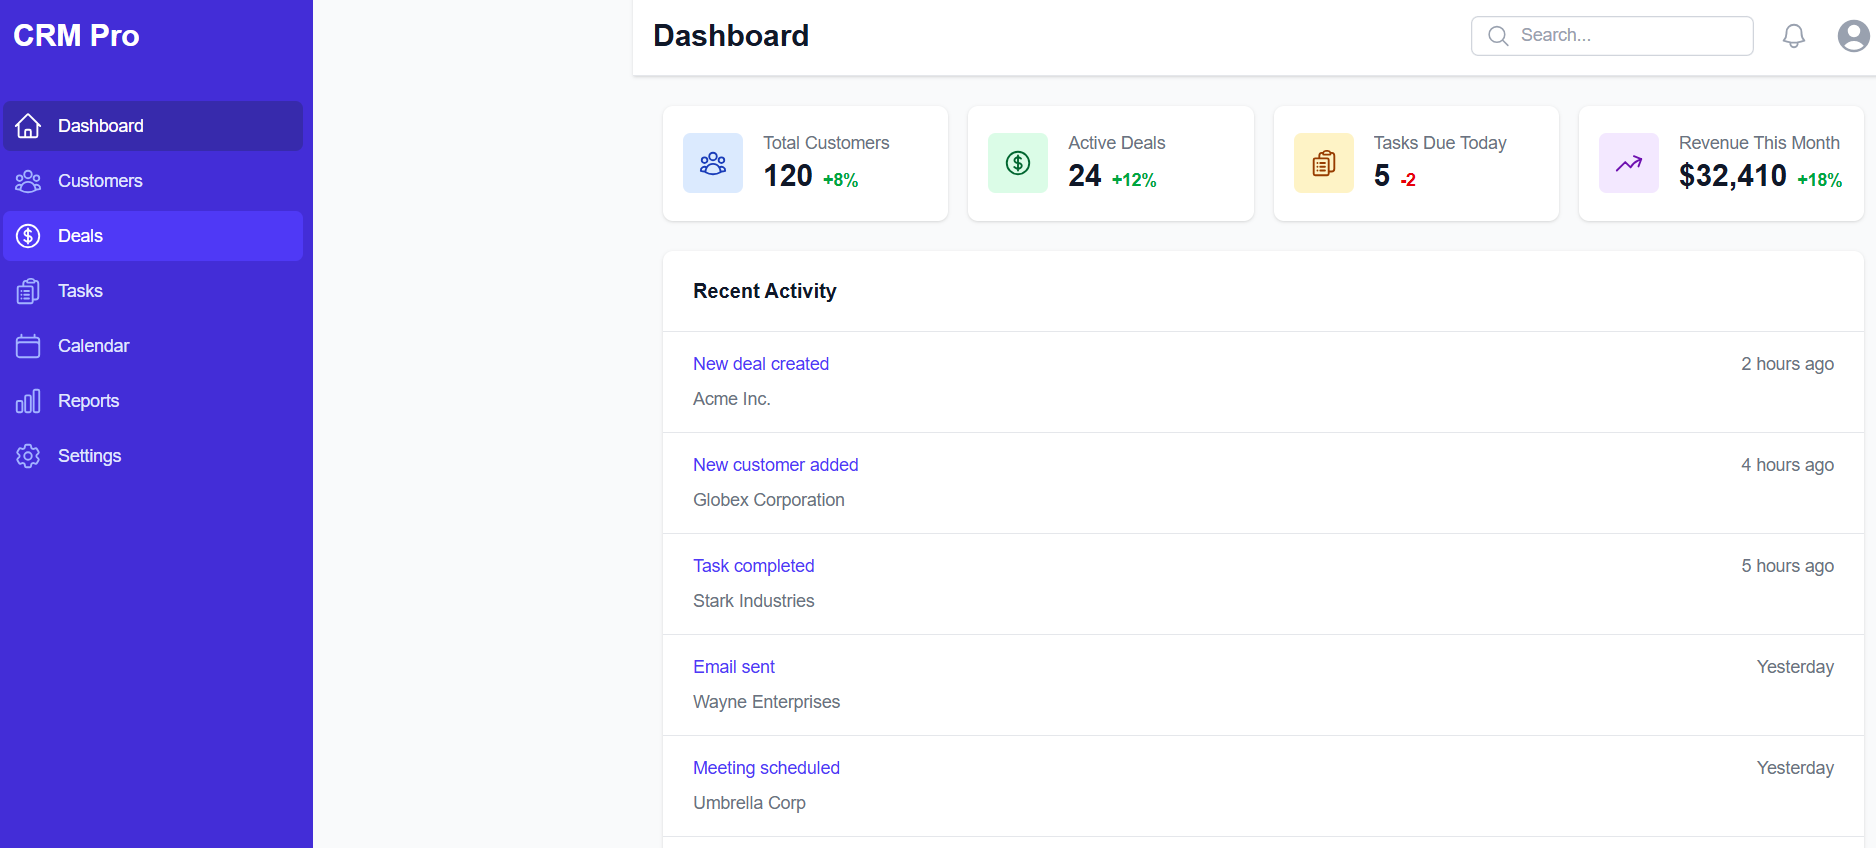 CRM Pro
Dashboard
Customers
Deals
Tasks
Calendar
Reports
Settings
Dashboard
Search...
Total Customers
120 +8%
Active Deals
24 +12%
Tasks Due Today
5 -2
Revenue This Month
$32,410 +18%
Recent Activity
New deal created 2 hours ago
Acme Inc.
New customer added 4 hours ago
Globex Corporation
Task completed 5 hours ago
Stark Industries
Email sent Yesterday
Wayne Enterprises
Meeting scheduled Yesterday
Umbrella Corp